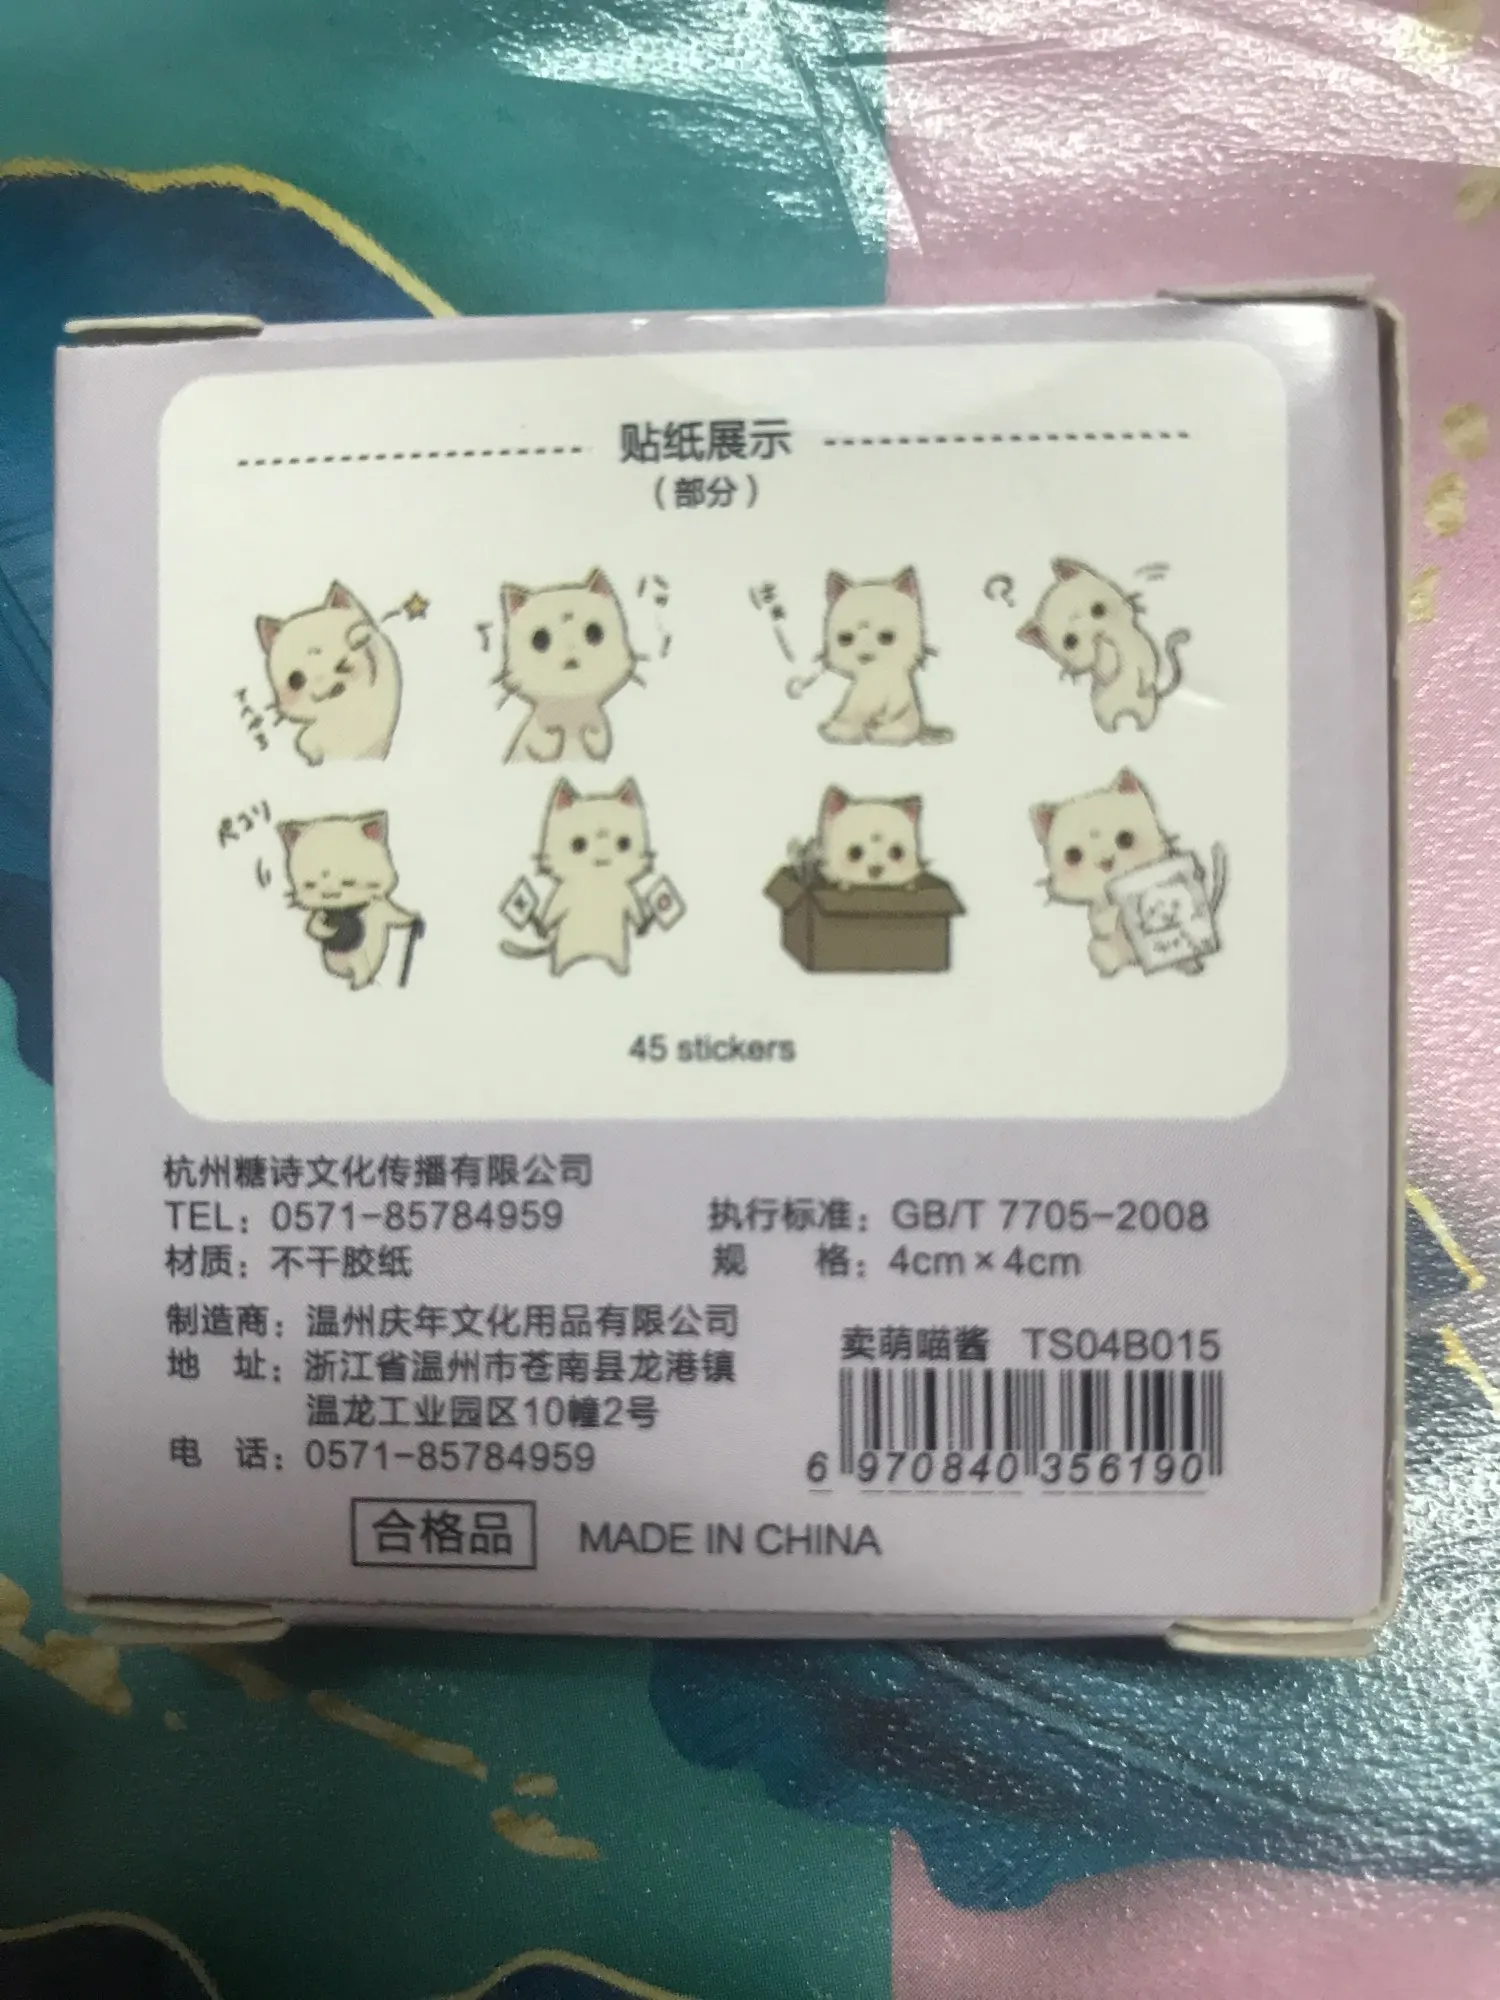 贴纸展示
（部分）
ペコリ
45 stickers
杭州糖诗文化传播有限公司
TEL：0571-85784959
执行标准：GB/T 7705-2008
材质：不干胶纸
规 格：4cm×4cm
制造商：温州庆年文化用品有限公司
地 址：浙江省温州市苍南县龙港镇
温龙工业园区10幢2号
电 话：0571-85784959
卖萌喵酱 TS04B015
6 970840 356190
合格品 MADE IN CHINA